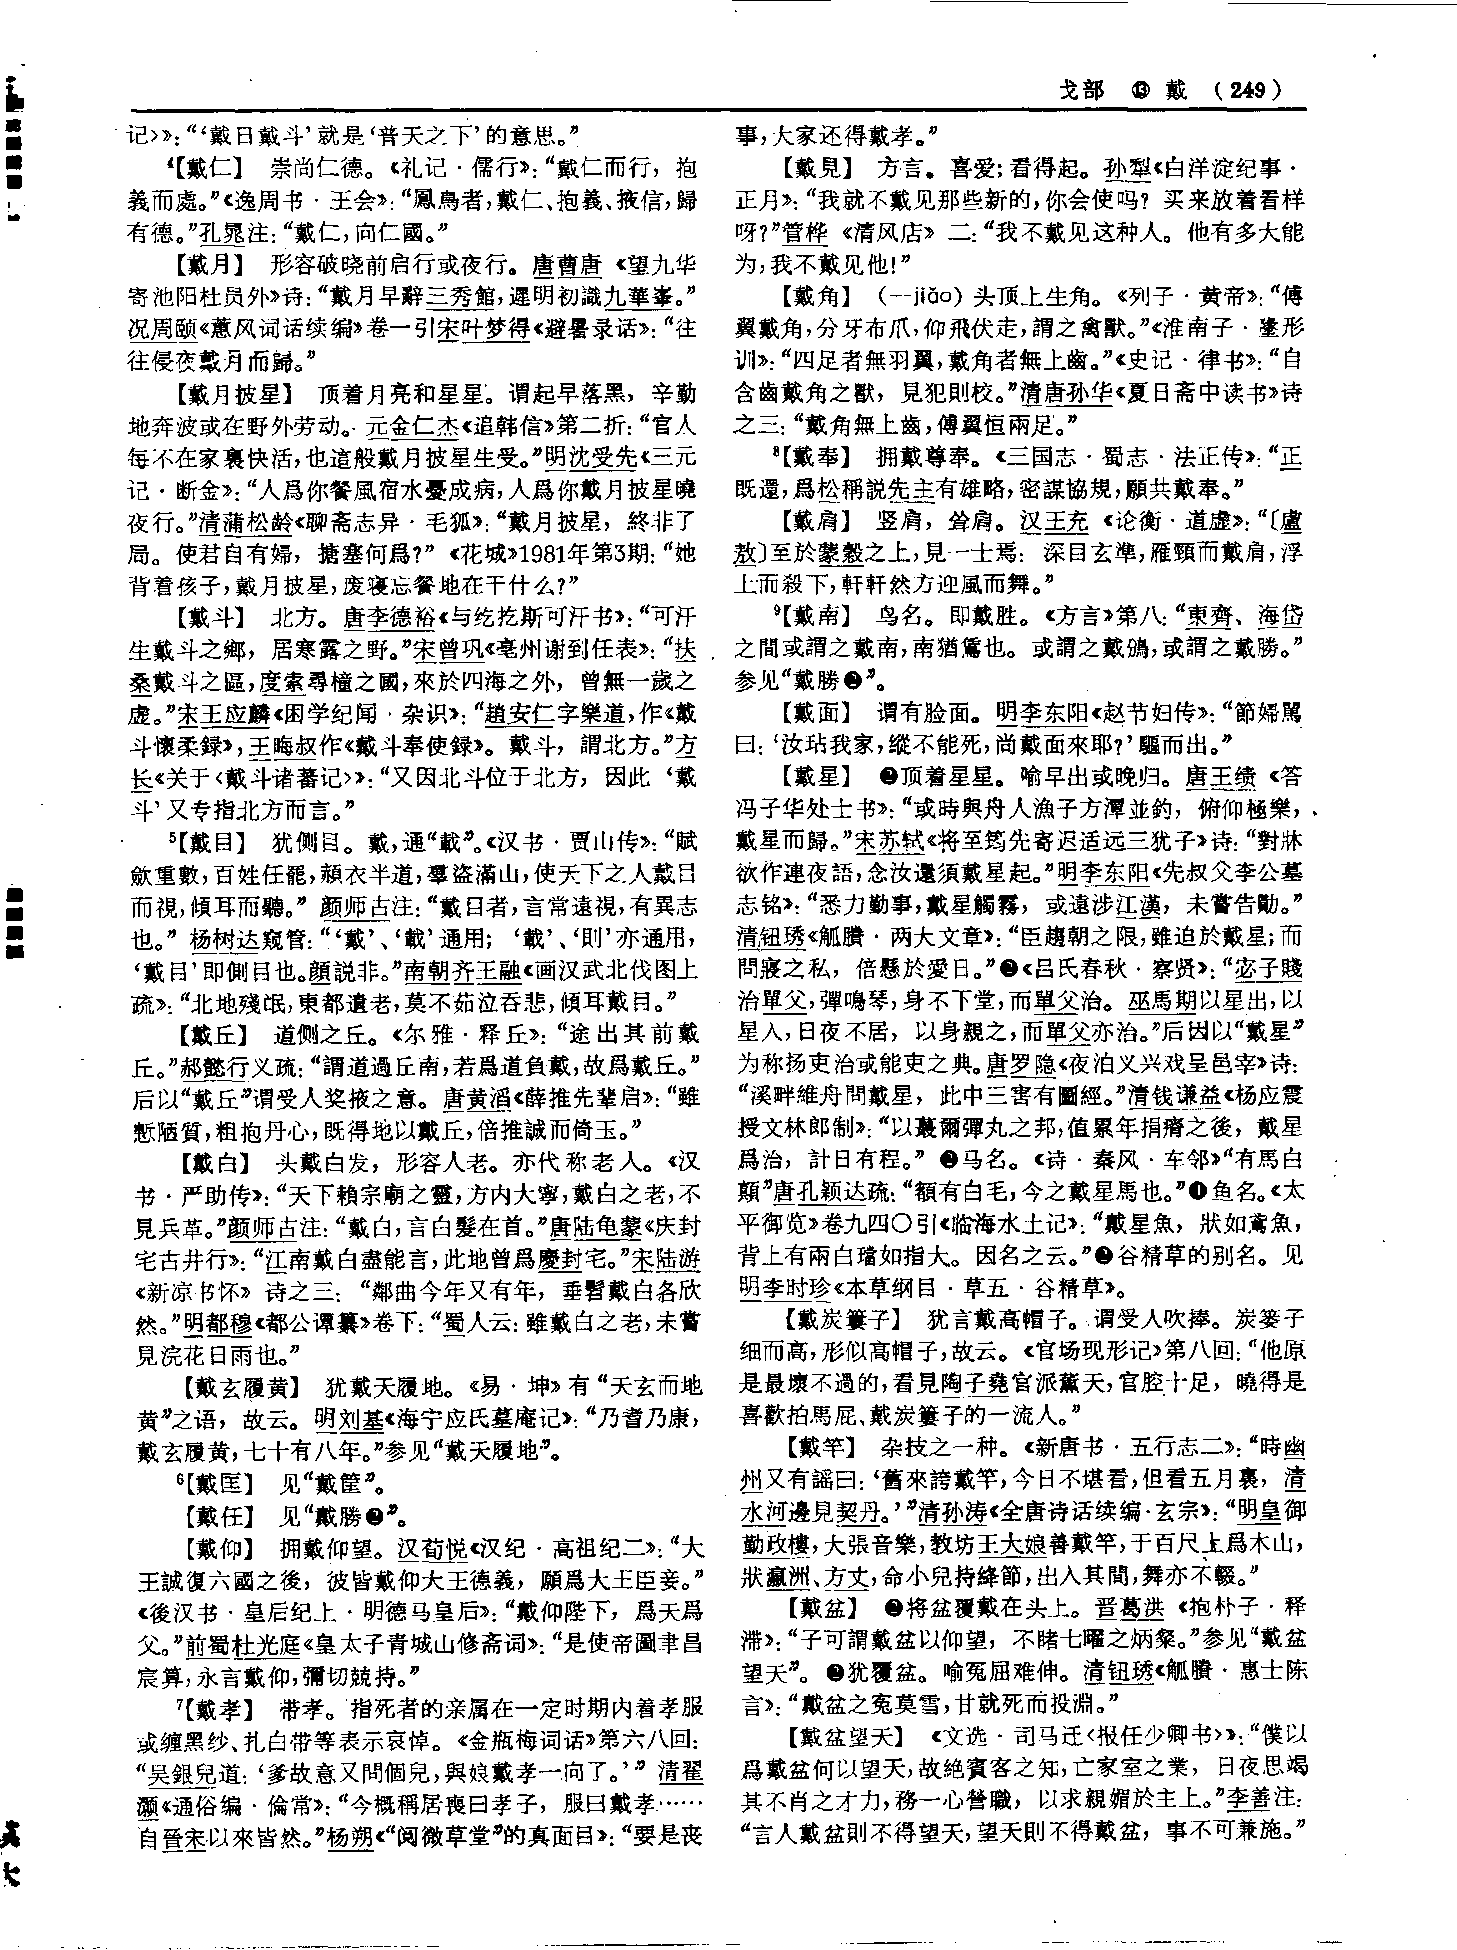 戈部 ⑬ 戴 (249)
记〉》:“‘戴日戴斗’就是‘普天之下’的意思。”
⁴【戴仁】 崇尚仁德。《礼记·儒行》:“戴仁而行，抱
義而處。”《逸周书·王会》:“鳳鳥者，戴仁、抱義、掖信，歸
有德。”孔晁注:“戴仁，向仁國。”
【戴月】 形容破晓前启行或夜行。唐曹唐《望九华
寄池阳杜员外》诗:“戴月早辭三秀館，遲明初識九華峯。”
况周颐《蕙风词话续编》卷一引宋叶梦得《避暑录话》:“往
往侵夜戴月而歸。”
【戴月披星】 顶着月亮和星星。谓起早落黑，辛勤
地奔波或在野外劳动。元金仁杰《追韩信》第二折:“官人
每不在家裏快活，也這般戴月披星生受。”明沈受先《三元
记·断金》:“人爲你餐風宿水憂成病，人爲你戴月披星曉
夜行。”清蒲松龄《聊斋志异·毛狐》:“戴月披星，終非了
局。使君自有婦，搪塞何爲?”《花城》1981年第3期:“她
背着孩子，戴月披星，废寝忘餐地在干什么?”
【戴斗】 北方。唐李德裕《与纥扢斯可汗书》:“可汗
生戴斗之鄉，居寒露之野。”宋曾巩《亳州谢到任表》:“扶
桑戴斗之區，度索尋橦之國，來於四海之外，曾無一歲之
虚。”宋王应麟《困学纪闻·杂识》:“趙安仁字樂道，作《戴
斗懷柔録》，王晦叔作《戴斗奉使録》。戴斗，謂北方。”方
长《关于〈戴斗诸蕃记〉》:“又因北斗位于北方，因此‘戴
斗’又专指北方而言。”
⁵【戴目】 犹侧目。戴，通“載”。《汉书·贾山传》:“賦
斂重數，百姓任罷，頳衣半道，羣盜滿山，使天下之人戴目
而視，傾耳而聽。”颜师古注:“戴目者，言常遠視，有異志
也。”杨树达窥管:“‘戴’、‘載’通用；‘載’、‘則’亦通用，
‘戴目’即側目也。顔説非。”南朝齐王融《画汉武北伐图上
疏》:“北地殘氓，東都遺老，莫不茹泣吞悲，傾耳戴目。”
【戴丘】 道侧之丘。《尔雅·释丘》:“途出其前戴
丘。”郝懿行义疏:“謂道過丘南，若爲道負戴，故爲戴丘。”
后以“戴丘”谓受人奖掖之意。唐黄滔《薛推先辈启》:“雖
慙陋質，粗抱丹心，既得地以戴丘，倍推誠而倚玉。”
【戴白】 头戴白发，形容人老。亦代称老人。《汉
书·严助传》:“天下賴宗廟之靈，方内大寧，戴白之老，不
見兵革。”颜师古注:“戴白，言白髮在首。”唐陆龟蒙《庆封
宅古井行》:“江南戴白盡能言，此地曾爲慶封宅。”宋陆游
《新凉书怀》诗之三:“鄰曲今年又有年，垂髫戴白各欣
然。”明都穆《都公谭纂》卷下:“蜀人云:雖戴白之老，未嘗
見浣花日雨也。”
【戴玄履黄】 犹戴天履地。《易·坤》有“天玄而地
黄”之语，故云。明刘基《海宁应氏墓庵记》:“乃耆乃康，
戴玄履黄，七十有八年。”参见“戴天履地”。
⁶【戴匡】 见“戴筐”。
【戴任】 见“戴勝❷”。
【戴仰】 拥戴仰望。汉荀悦《汉纪·高祖纪二》:“大
王誠復六國之後，彼皆戴仰大王德義，願爲大王臣妾。”
《後汉书·皇后纪上·明德马皇后》:“戴仰陛下，爲天爲
父。”前蜀杜光庭《皇太子青城山修斋词》:“是使帝圖聿昌
宸算，永言戴仰，彌切兢持。”
⁷【戴孝】 带孝。指死者的亲属在一定时期内着孝服
或缠黑纱、扎白带等表示哀悼。《金瓶梅词话》第六八回:
“吴銀兒道:‘爹故意又問個兒，與娘戴孝一向了。’”清翟
灏《通俗编·倫常》:“今概稱居喪曰孝子，服曰戴孝……
自晉宋以來皆然。”杨朔《“阅微草堂”的真面目》:“要是丧
事，大家还得戴孝。”
【戴見】 方言。喜爱；看得起。孙犁《白洋淀纪事·
正月》:“我就不戴见那些新的，你会使吗? 买来放着看样
呀?”管桦《清风店》二:“我不戴见这种人。他有多大能
为，我不戴见他!”
【戴角】 (—jiǎo) 头顶上生角。《列子·黄帝》:“傅
翼戴角，分牙布爪，仰飛伏走，謂之禽獸。”《淮南子·墬形
训》:“四足者無羽翼，戴角者無上齒。”《史记·律书》:“自
含齒戴角之獸，見犯則校。”清唐孙华《夏日斋中读书》诗
之三:“戴角無上齒，傅翼恒兩足。”
⁸【戴奉】 拥戴尊奉。《三国志·蜀志·法正传》:“正
既還，爲松稱説先主有雄略，密謀協規，願共戴奉。”
【戴肩】 竖肩，耸肩。汉王充《论衡·道虚》:“〔盧
敖〕至於蒙穀之上，見一士焉: 深目玄準，雁頸而戴肩，浮
上而殺下，軒軒然方迎風而舞。”
⁹【戴南】 鸟名。即戴胜。《方言》第八:“東齊、海岱
之間或謂之戴南，南猶鵀也。或謂之戴鳻，或謂之戴勝。”
参见“戴勝❷”。
【戴面】 谓有脸面。明李东阳《赵节妇传》:“節婦罵
曰:‘汝玷我家，縱不能死，尚戴面來耶?’驅而出。”
【戴星】 ❶顶着星星。喻早出或晚归。唐王绩《答
冯子华处士书》:“或時與舟人漁子方潭並釣，俯仰極樂，
戴星而歸。”宋苏轼《将至筠先寄迟适远三犹子》诗:“對牀
欲作連夜語，念汝還須戴星起。”明李东阳《先叔父李公墓
志铭》:“悉力勤事，戴星觸霧，或遠涉江漢，未嘗告勩。”
清钮琇《觚賸·两大文章》:“臣趨朝之限，雖迫於戴星；而
問寢之私，倍懸於愛日。”❷《吕氏春秋·察贤》:“宓子賤
治單父，彈鳴琴，身不下堂，而單父治。巫馬期以星出，以
星入，日夜不居，以身親之，而單父亦治。”后因以“戴星”
为称扬吏治或能吏之典。唐罗隐《夜泊义兴戏呈邑宰》诗:
“溪畔維舟問戴星，此中三害有圖經。”清钱谦益《杨应震
授文林郎制》:“以蕞爾彈丸之邦，值累年捐瘠之後，戴星
爲治，計日有程。”❸马名。《诗·秦风·车邻》“有馬白
顛”唐孔颖达疏:“額有白毛，今之戴星馬也。”❹鱼名。《太
平御览》卷九四〇引《临海水土记》:“戴星魚，狀如鳶魚，
背上有兩白璫如指大。因名之云。”❺谷精草的别名。见
明李时珍《本草纲目·草五·谷精草》。
【戴炭簍子】 犹言戴高帽子。谓受人吹捧。炭篓子
细而高，形似高帽子，故云。《官场现形记》第八回:“他原
是最壞不過的，看見陶子堯官派薰天，官腔十足，曉得是
喜歡拍馬屁、戴炭簍子的一流人。”
【戴竿】 杂技之一种。《新唐书·五行志二》:“時幽
州又有謡曰:‘舊來誇戴竿，今日不堪看，但看五月裏，清
水河邊見契丹。’”清孙涛《全唐诗话续编·玄宗》:“明皇御
勤政樓，大張音樂，教坊王大娘善戴竿，于百尺上爲木山，
狀瀛洲、方丈，命小兒持絳節，出入其間，舞亦不輟。”
【戴盆】 ❶将盆覆戴在头上。晋葛洪《抱朴子·释
滞》:“子可謂戴盆以仰望，不睹七曜之炳粲。”参见“戴盆
望天”。❷犹覆盆。喻冤屈难伸。清钮琇《觚賸·惠士陈
言》:“戴盆之冤莫雪，甘就死而投淵。”
【戴盆望天】 《文选·司马迁〈报任少卿书〉》:“僕以
爲戴盆何以望天，故絶賓客之知，亡家室之業，日夜思竭
其不肖之才力，務一心營職，以求親媚於主上。”李善注:
“言人戴盆則不得望天，望天則不得戴盆，事不可兼施。”